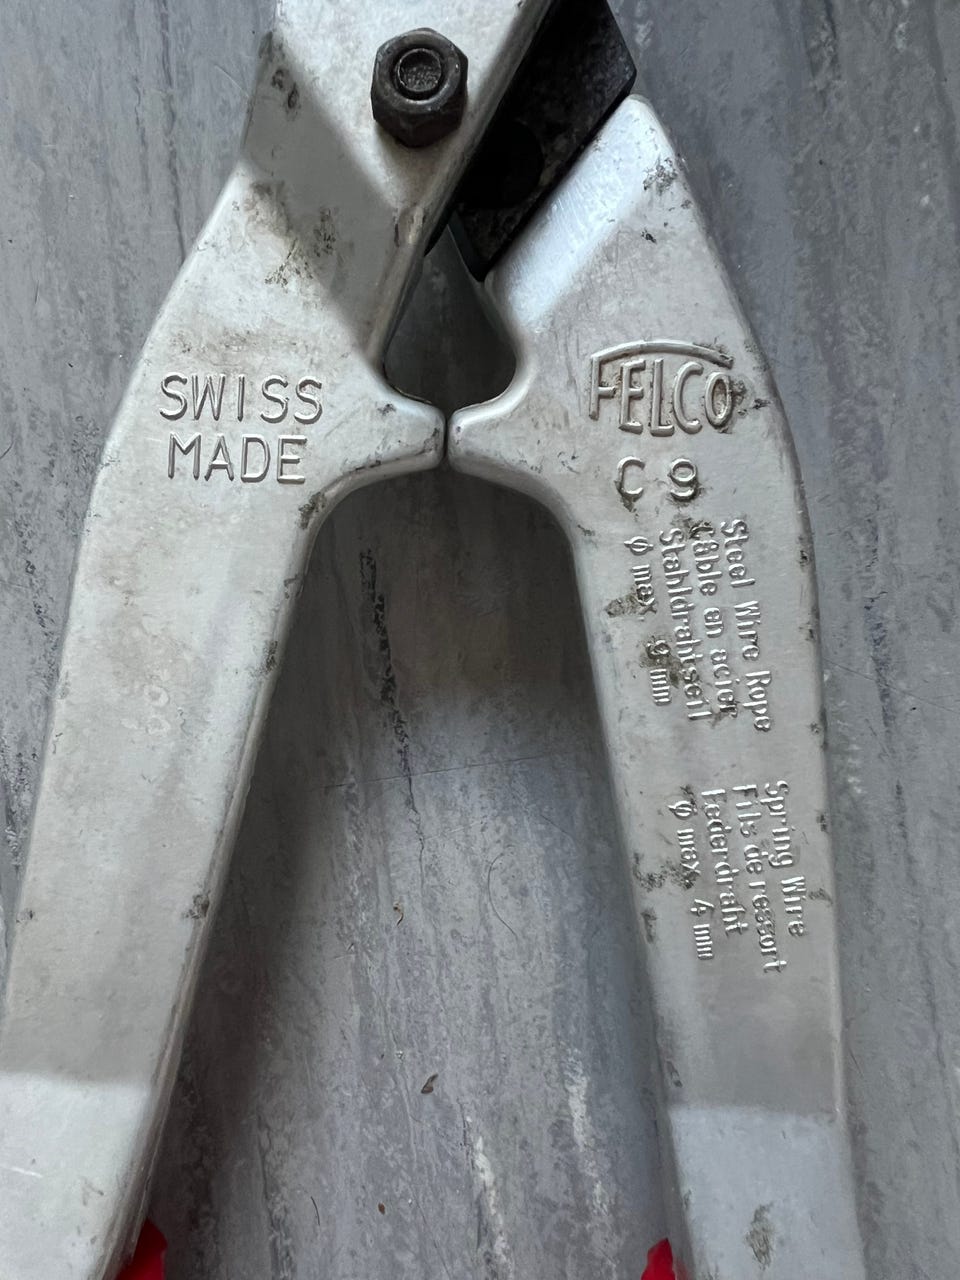 SWISS
MADE
FELCO
C 9
Steel Wire Rope
Câble en acier
Stahldrahtseil
ø max. 9 mm
Spring Wire
Fils de ressort
Federdraht
ø max. 4 mm